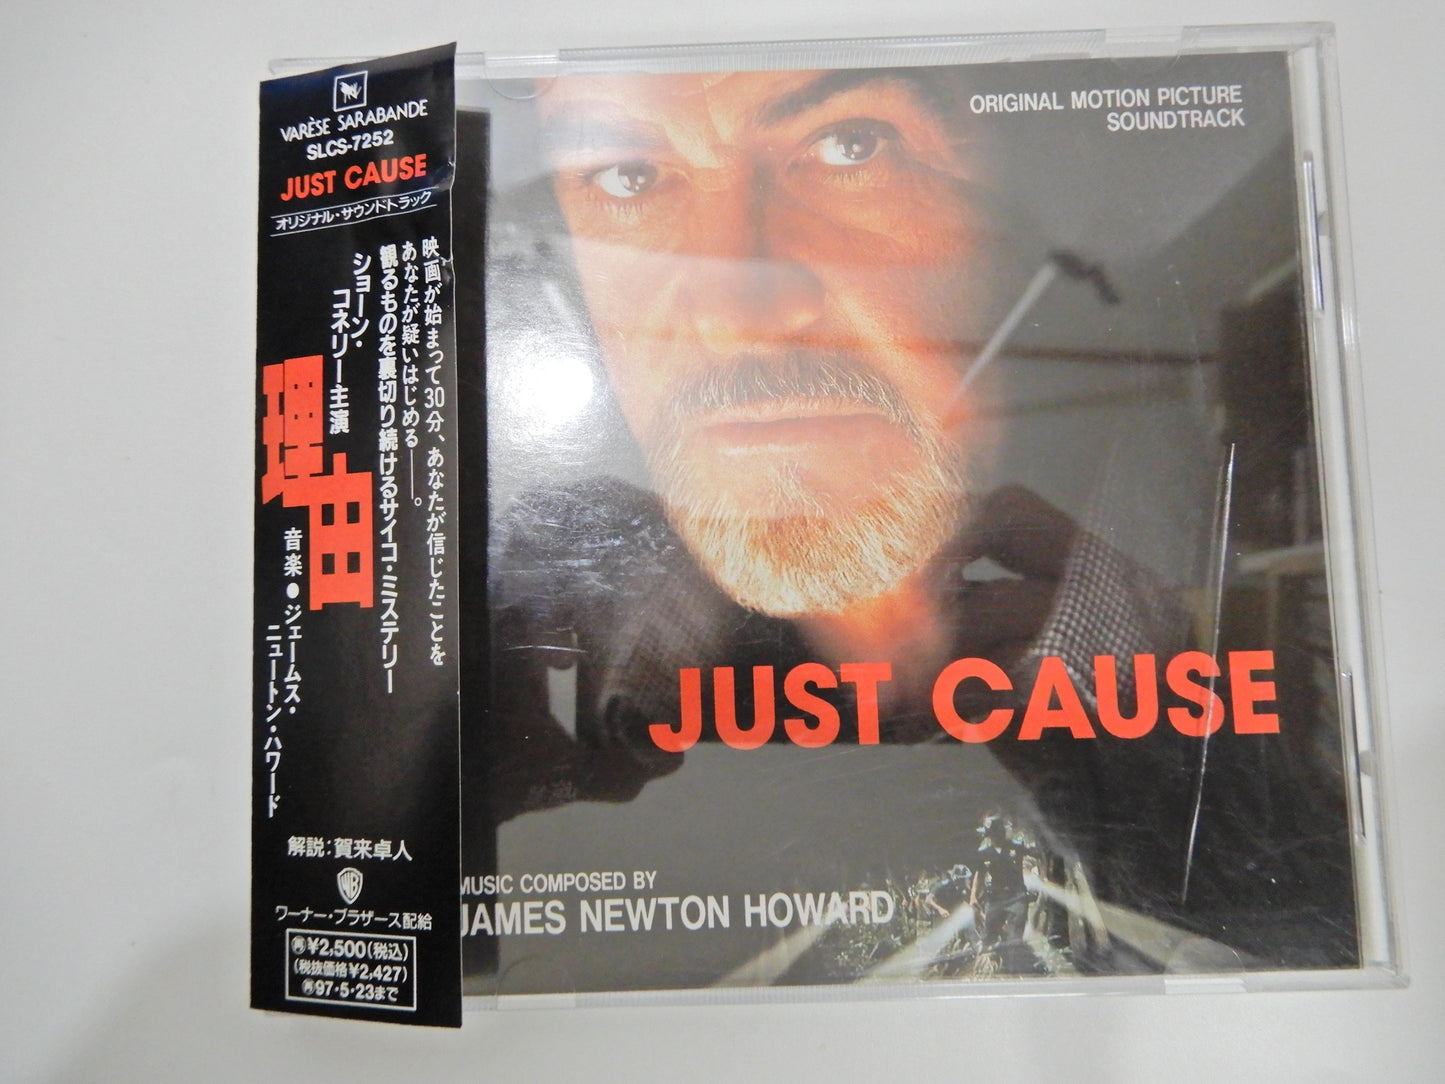 VARÈSE SARABANDE
SLCS-7252
JUST CAUSE
オリジナル・サウンドトラック
映画が始まって30分、あなたが信じたことを
あなたが疑いはじめる——。
観るものを裏切り続けるサイコ・ミステリー
ショーン・
コネリー主演
理由
音楽●ジェームス・
ニュートン・ハワード
解説:賀来卓人
WB
ワーナー・ブラザース配給
再¥2,500(税込)
(税抜価格¥2,427)
再97・5・23まで
ORIGINAL MOTION PICTURE
SOUNDTRACK
JUST CAUSE
MUSIC COMPOSED BY
JAMES NEWTON HOWARD